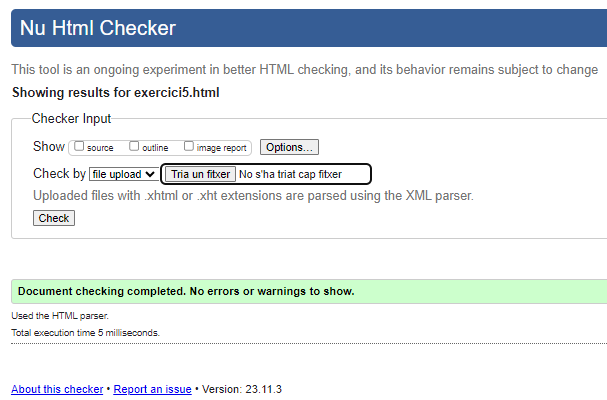 Nu Html Checker
This tool is an ongoing experiment in better HTML checking, and its behavior remains subject to change
Showing results for exercici5.html
Checker Input
Show source outline image report Options...
Check by file upload Tria un fitxer No s'ha triat cap fitxer
Uploaded files with .xhtml or .xht extensions are parsed using the XML parser.
Check
Document checking completed. No errors or warnings to show.
Used the HTML parser.
Total execution time 5 milliseconds.
About this checker • Report an issue • Version: 23.11.3